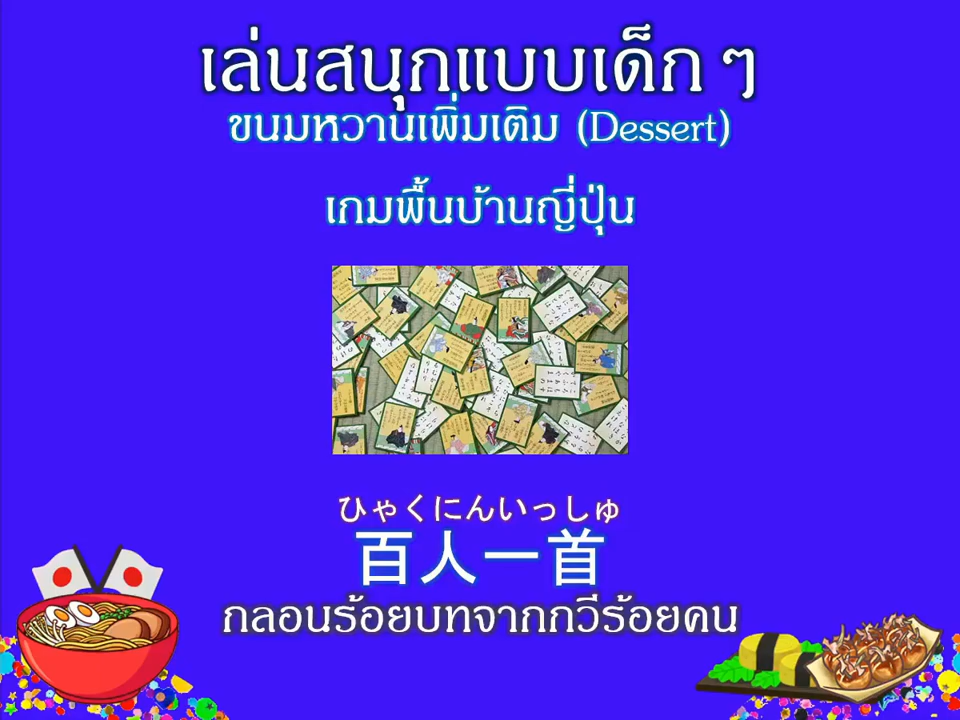 เล่นสนุกแบบเด็ก ๆ
ขนมหวานเพิ่มเติม (Dessert)
เกมพื้นบ้านญี่ปุ่น
ひゃくにんいっしゅ
百人一首
กลอนร้อยบทจากกวีร้อยคน